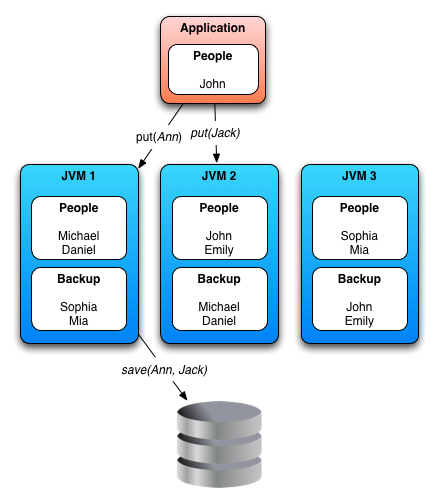 Application
People
John
put(Ann)
put(Jack)
JVM 1
People
Michael
Daniel
Backup
Sophia
Mia
JVM 2
People
John
Emily
Backup
Michael
Daniel
JVM 3
People
Sophia
Mia
Backup
John
Emily
save(Ann, Jack)